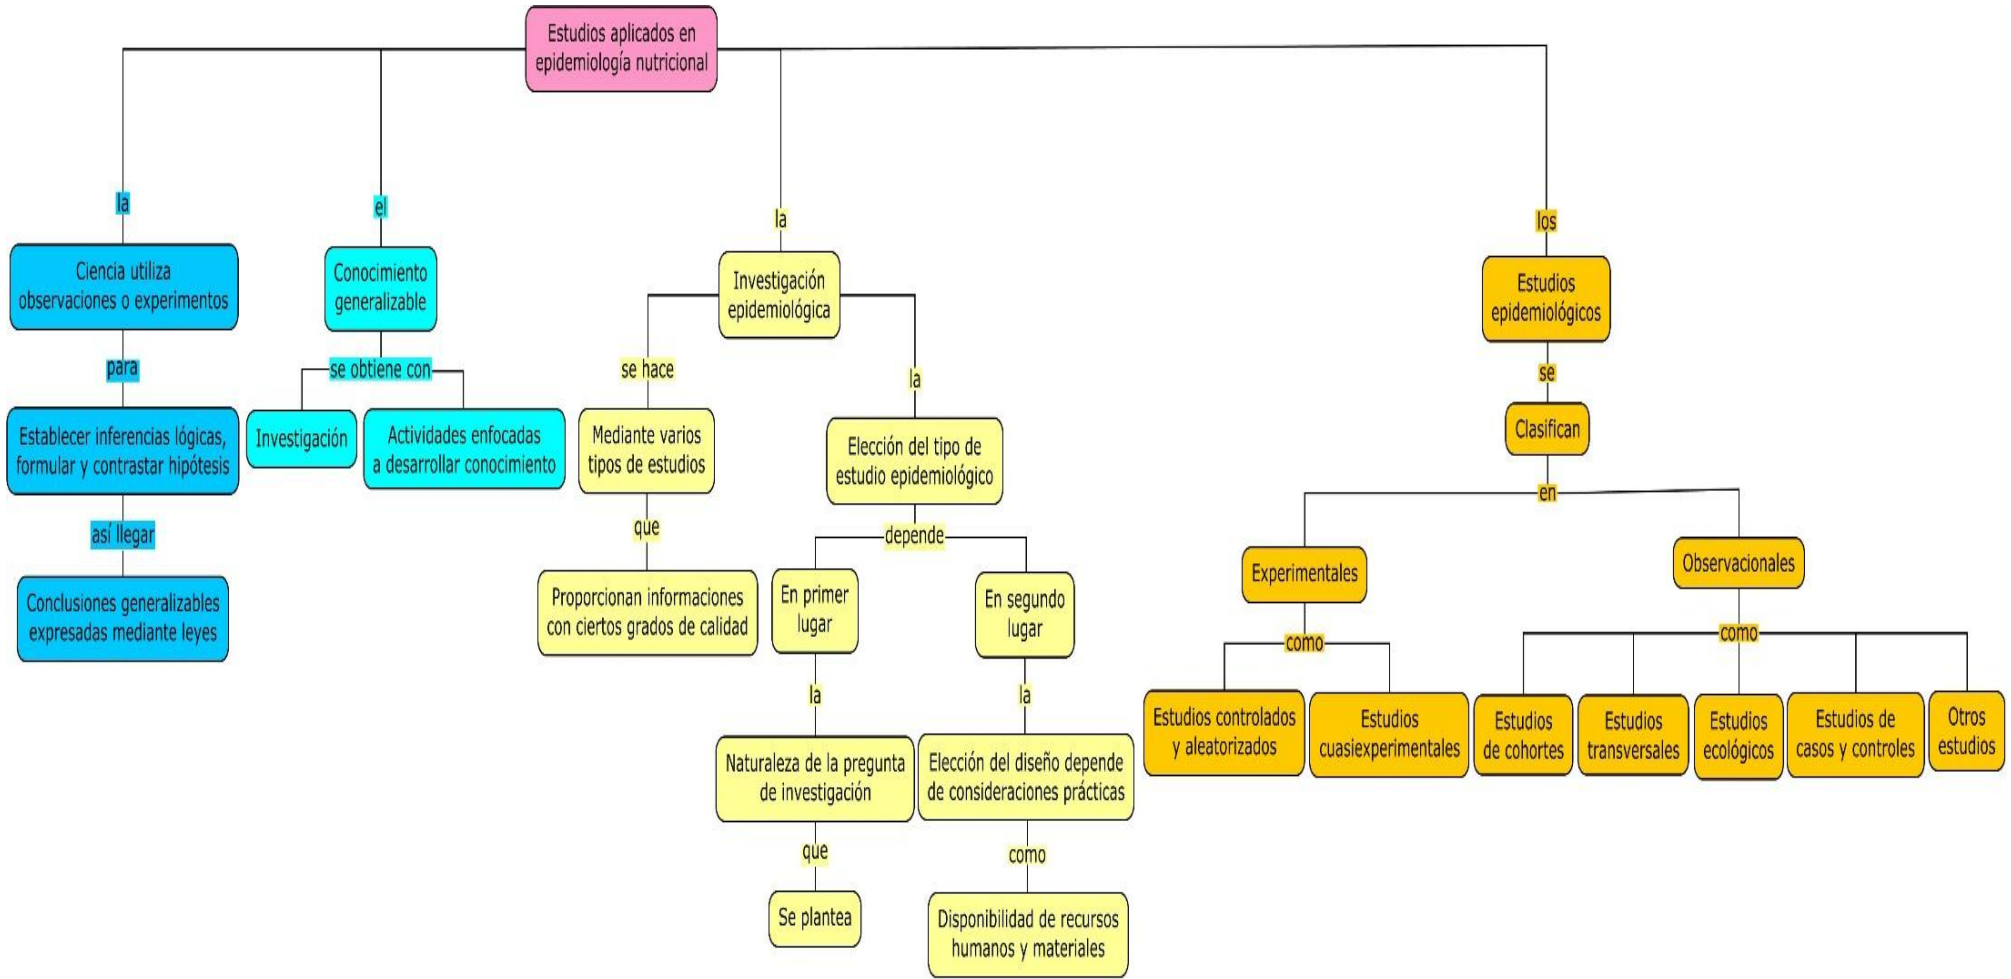 Estudios aplicados en
epidemiología nutricional
la
Ciencia utiliza
observaciones o experimentos
para
Establecer inferencias lógicas,
formular y contrastar hipótesis
así llegar
Conclusiones generalizables
expresadas mediante leyes
el
Conocimiento
generalizable
se obtiene con
Investigación
Actividades enfocadas
a desarrollar conocimiento
la
Investigación
epidemiológica
se hace
Mediante varios
tipos de estudios
que
Proporcionan informaciones
con ciertos grados de calidad
la
Elección del tipo de
estudio epidemiológico
depende
En primer
lugar
la
Naturaleza de la pregunta
de investigación
que
Se plantea
En segundo
lugar
la
Elección del diseño depende
de consideraciones prácticas
como
Disponibilidad de recursos
humanos y materiales
los
Estudios
epidemiológicos
se
Clasifican
en
Experimentales
como
Estudios controlados
y aleatorizados
Estudios
cuasiexperimentales
Observacionales
como
Estudios
de cohortes
Estudios
transversales
Estudios
ecológicos
Estudios de
casos y controles
Otros
estudios